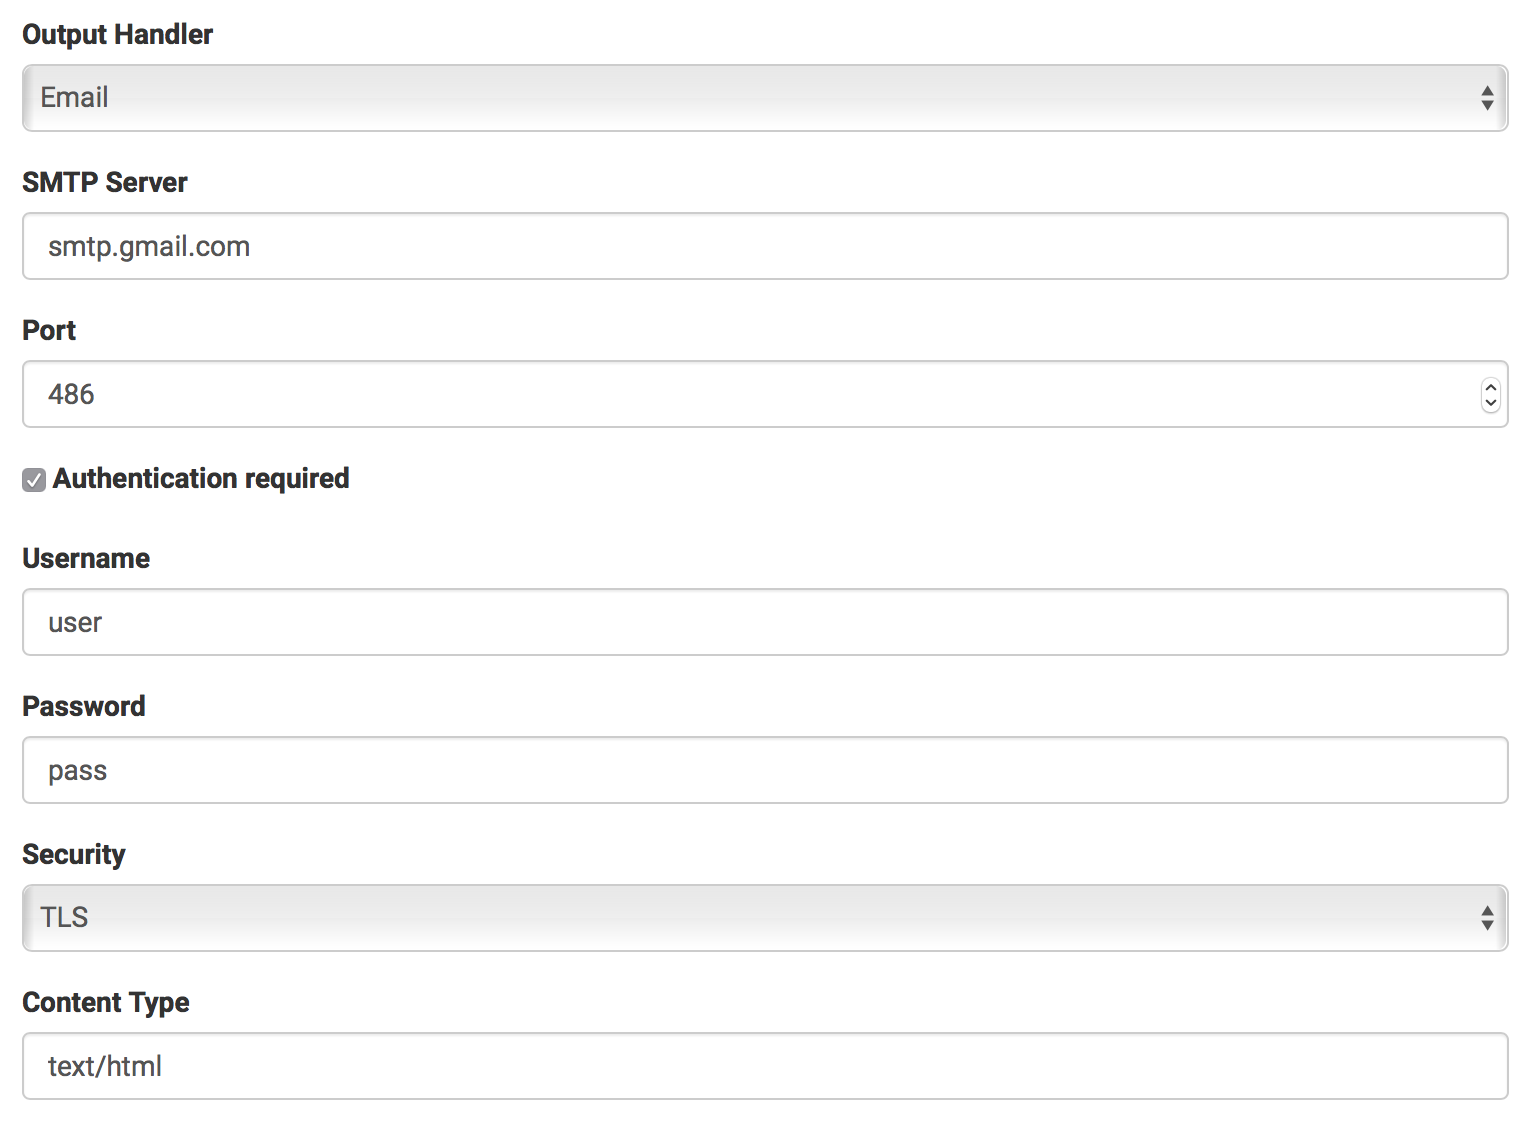 Output Handler
Email
SMTP Server
smtp.gmail.com
Port
486
Authentication required
Username
user
Password
pass
Security
TLS
Content Type
text/html